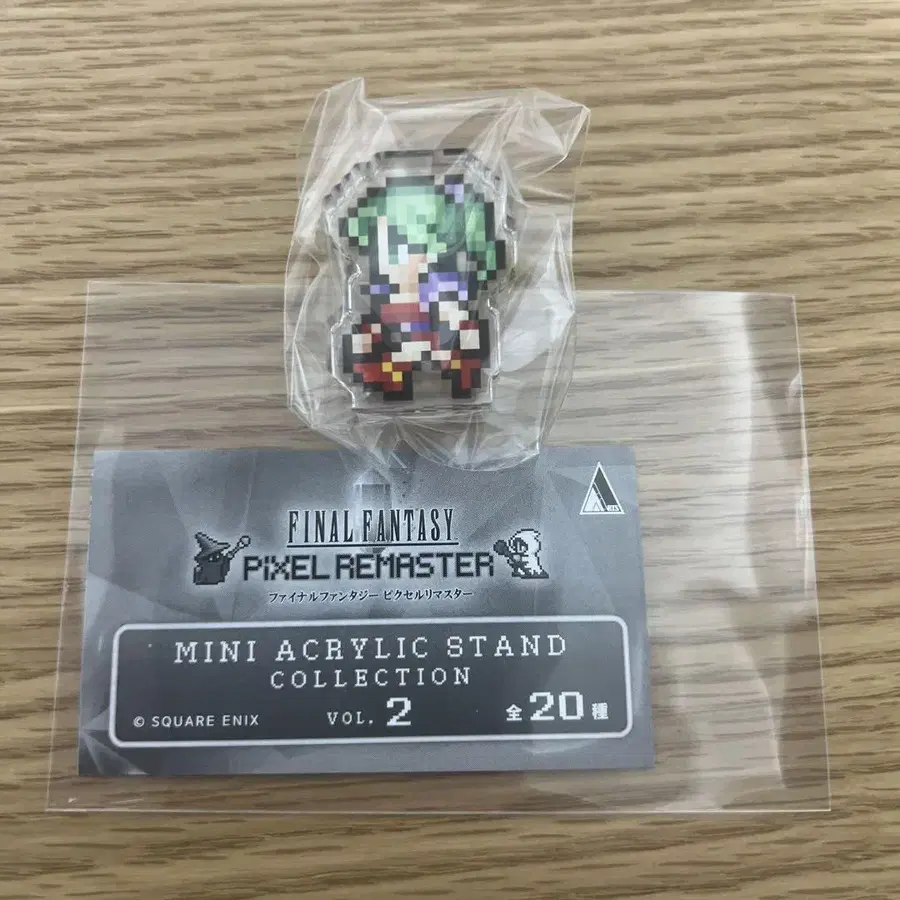 FINAL FANTASY
PIXEL REMASTER
ファイナルファンタジー ピクセルリマスター
MINI ACRYLIC STAND
COLLECTION
© SQUARE ENIX
VOL. 2
全20種